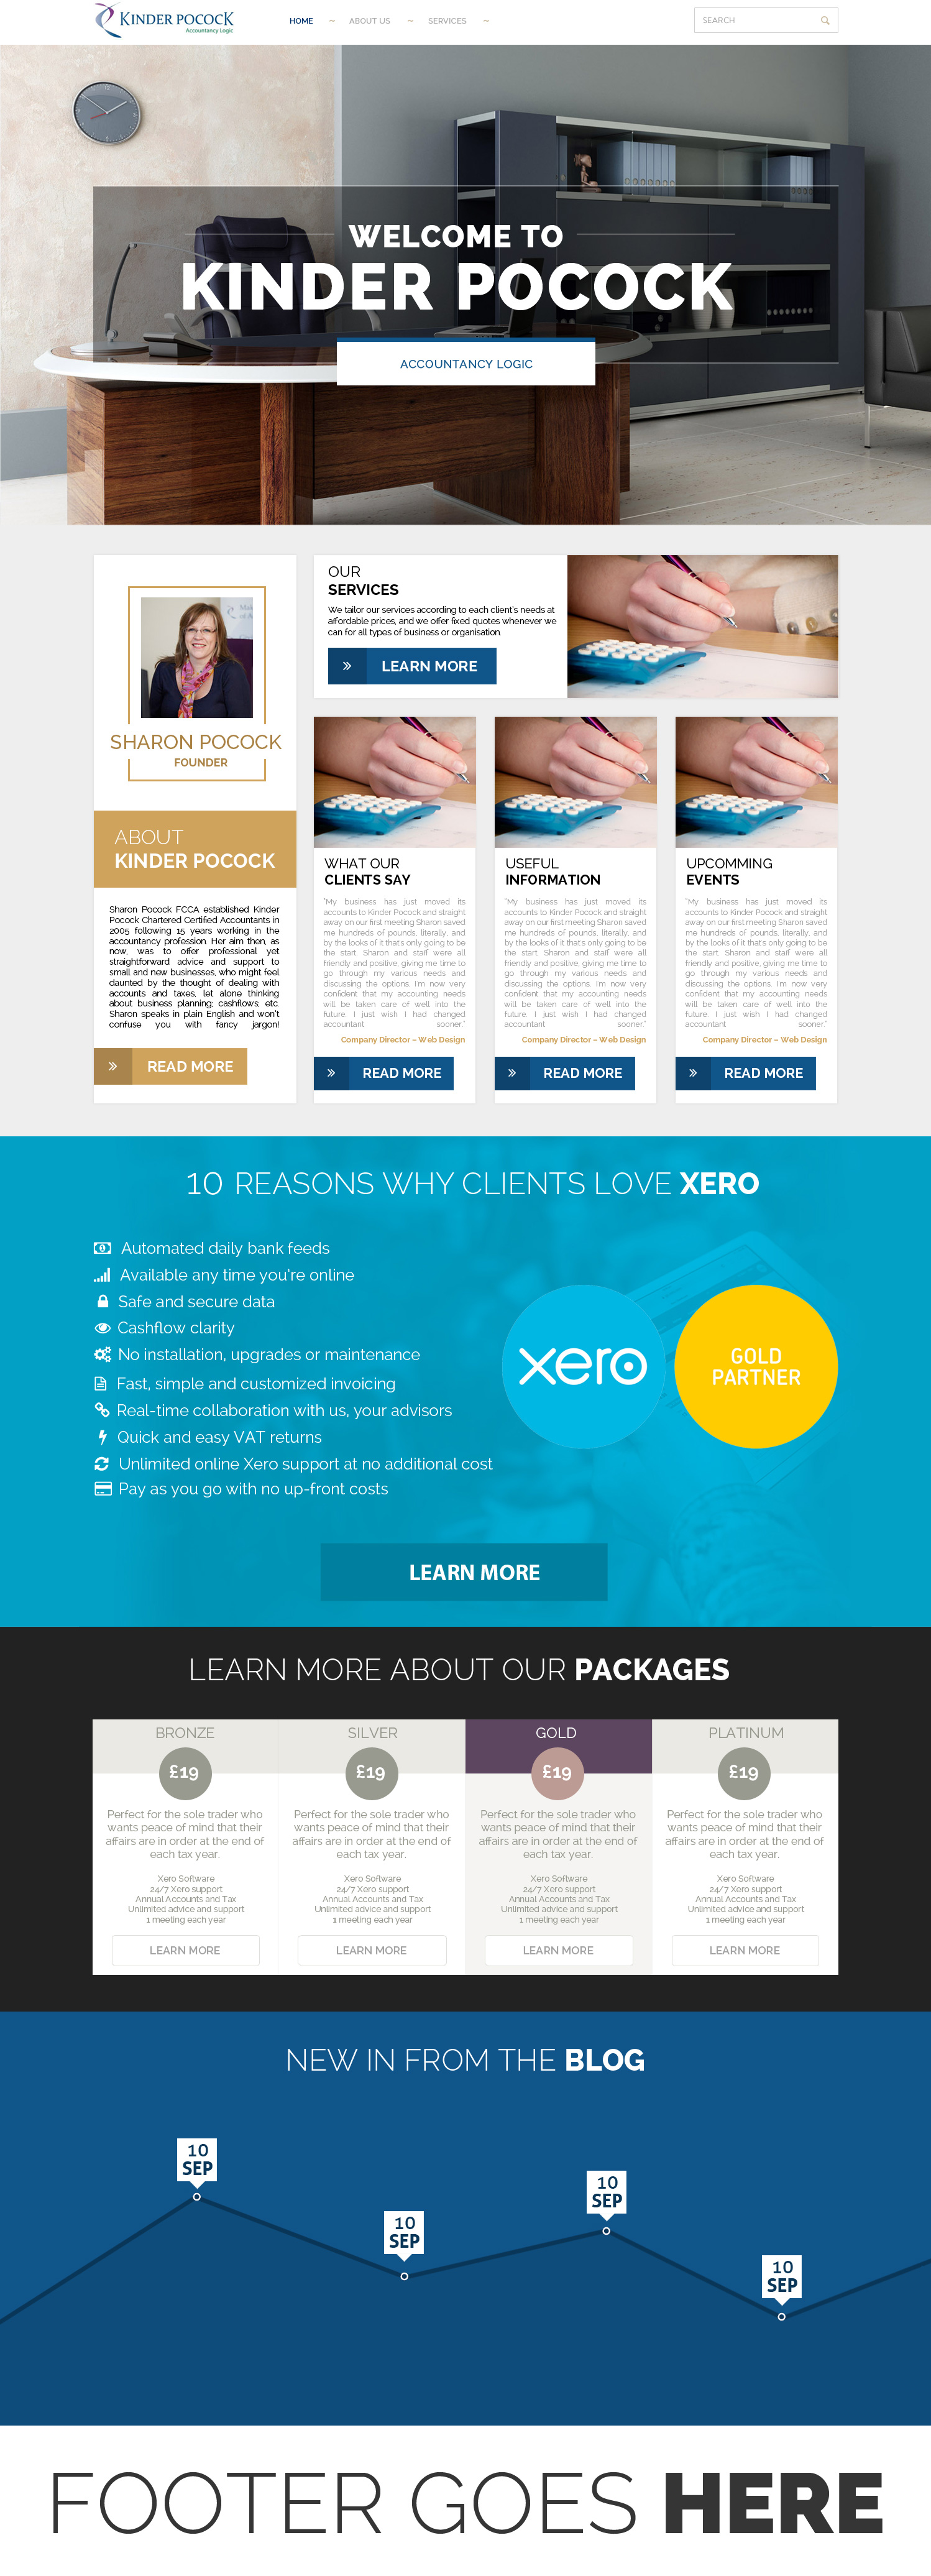 KINDER POCOCK
Accountancy Logic
HOME ~ ABOUT US ~ SERVICES ~
SEARCH
WELCOME TO
KINDER POCOCK
ACCOUNTANCY LOGIC
SHARON POCOCK
FOUNDER
ABOUT
KINDER POCOCK
Sharon Pocock FCCA established Kinder
Pocock Chartered Certified Accountants in
2005 following 15 years working in the
accountancy profession. Her aim then, as
now, was to offer professional yet
straightforward advice and support to
small and new businesses, who might feel
daunted by the thought of dealing with
accounts and taxes, let alone thinking
about business planning; cashflows; etc.
Sharon speaks in plain English and won't
confuse you with fancy jargon!
» READ MORE
OUR
SERVICES
We tailor our services according to each client's needs at
affordable prices, and we offer fixed quotes whenever we
can for all types of business or organisation.
» LEARN MORE
WHAT OUR
CLIENTS SAY
"My business has just moved its
accounts to Kinder Pocock and straight
away on our first meeting Sharon saved
me hundreds of pounds, literally, and
by the looks of it that's only going to be
the start. Sharon and staff were all
friendly and positive, giving me time to
go through my various needs and
discussing the options. I'm now very
confident that my accounting needs
will be taken care of well into the
future. I just wish I had changed
accountant sooner."
Company Director – Web Design
» READ MORE
USEFUL
INFORMATION
"My business has just moved its
accounts to Kinder Pocock and straight
away on our first meeting Sharon saved
me hundreds of pounds, literally, and
by the looks of it that's only going to be
the start. Sharon and staff were all
friendly and positive, giving me time to
go through my various needs and
discussing the options. I'm now very
confident that my accounting needs
will be taken care of well into the
future. I just wish I had changed
accountant sooner."
Company Director – Web Design
» READ MORE
UPCOMMING
EVENTS
"My business has just moved its
accounts to Kinder Pocock and straight
away on our first meeting Sharon saved
me hundreds of pounds, literally, and
by the looks of it that's only going to be
the start. Sharon and staff were all
friendly and positive, giving me time to
go through my various needs and
discussing the options. I'm now very
confident that my accounting needs
will be taken care of well into the
future. I just wish I had changed
accountant sooner."
Company Director – Web Design
» READ MORE
10 REASONS WHY CLIENTS LOVE XERO
Automated daily bank feeds
Available any time you're online
Safe and secure data
Cashflow clarity
No installation, upgrades or maintenance
Fast, simple and customized invoicing
Real-time collaboration with us, your advisors
Quick and easy VAT returns
Unlimited online Xero support at no additional cost
Pay as you go with no up-front costs
xero
GOLD
PARTNER
LEARN MORE
LEARN MORE ABOUT OUR PACKAGES
BRONZE
£19
Perfect for the sole trader who
wants peace of mind that their
affairs are in order at the end of
each tax year.
Xero Software
24/7 Xero support
Annual Accounts and Tax
Unlimited advice and support
1 meeting each year
LEARN MORE
SILVER
£19
Perfect for the sole trader who
wants peace of mind that their
affairs are in order at the end of
each tax year.
Xero Software
24/7 Xero support
Annual Accounts and Tax
Unlimited advice and support
1 meeting each year
LEARN MORE
GOLD
£19
Perfect for the sole trader who
wants peace of mind that their
affairs are in order at the end of
each tax year.
Xero Software
24/7 Xero support
Annual Accounts and Tax
Unlimited advice and support
1 meeting each year
LEARN MORE
PLATINUM
£19
Perfect for the sole trader who
wants peace of mind that their
affairs are in order at the end of
each tax year.
Xero Software
24/7 Xero support
Annual Accounts and Tax
Unlimited advice and support
1 meeting each year
LEARN MORE
NEW IN FROM THE BLOG
10
SEP
10
SEP
10
SEP
10
SEP
FOOTER GOES HERE